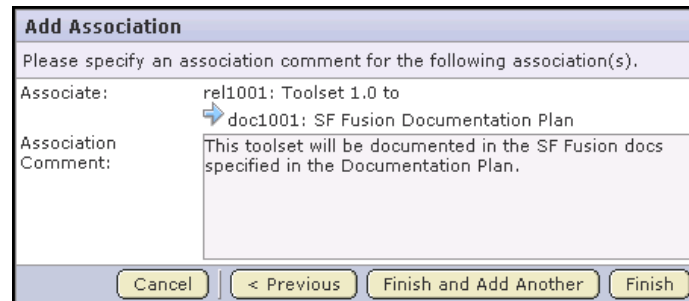 Add Association
Please specify an association comment for the following association(s).
Associate:
rel1001: Toolset 1.0 to
doc1001: SF Fusion Documentation Plan
Association
Comment:
This toolset will be documented in the SF Fusion docs
specified in the Documentation Plan.
Cancel < Previous Finish and Add Another Finish